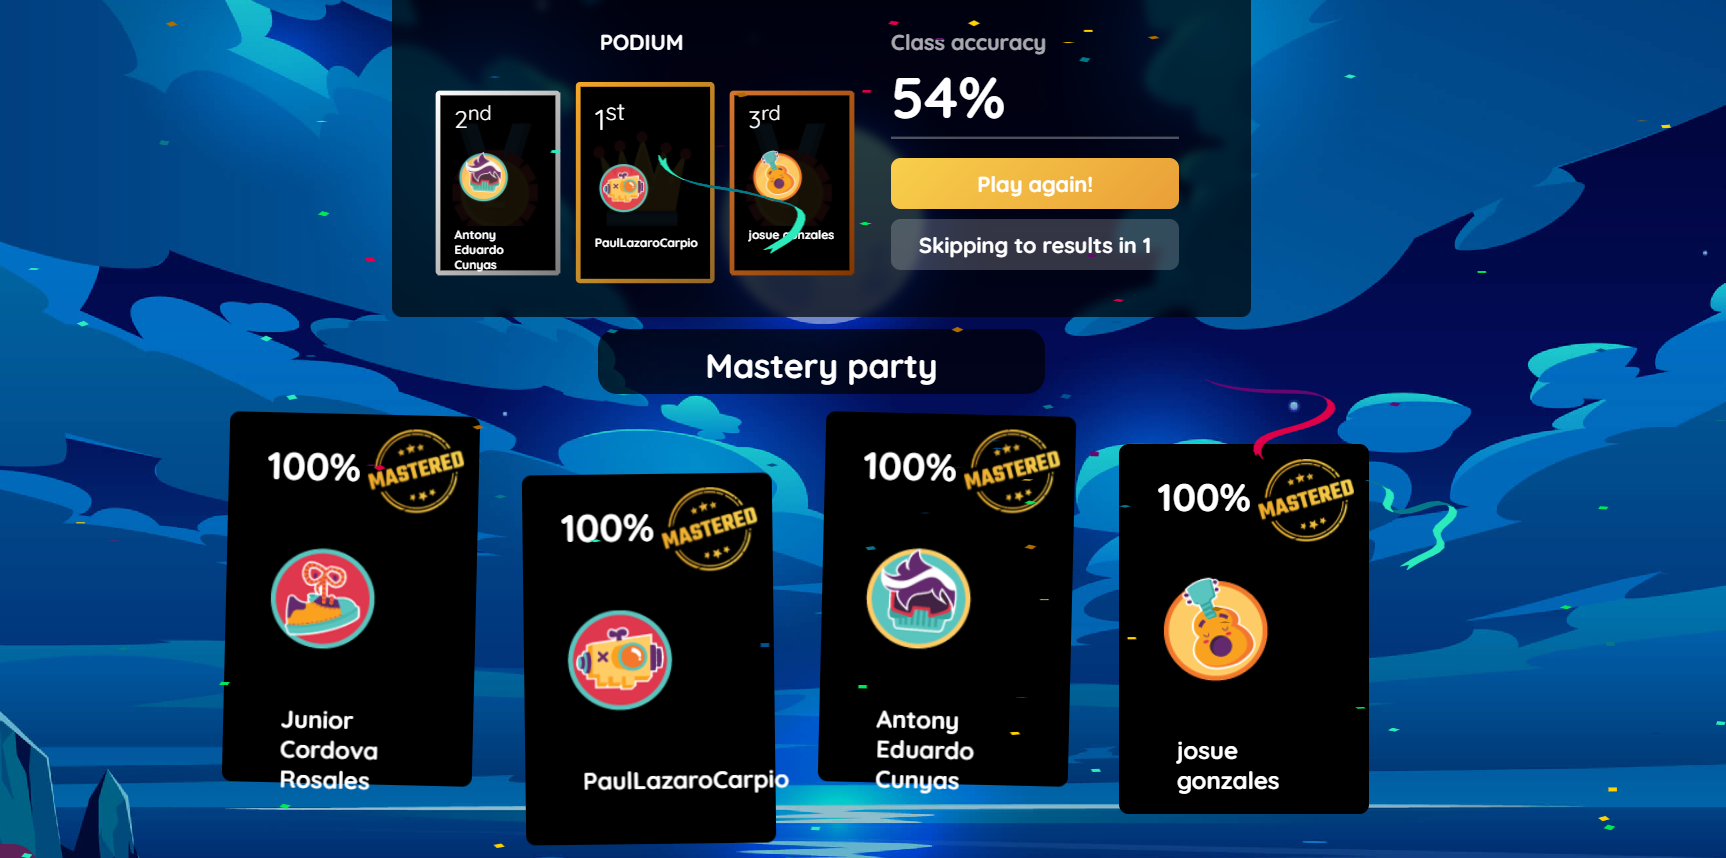 PODIUM
2nd
Antony
Eduardo
Cunyas
1st
PaulLazaroCarpio
3rd
josue gonzales
Class accuracy
54%
Play again!
Skipping to results in 1
Mastery party
100%
MASTERED
Junior
Cordova
Rosales
100%
MASTERED
PaulLazaroCarpio
100%
MASTERED
Antony
Eduardo
Cunyas
100%
MASTERED
josue
gonzales